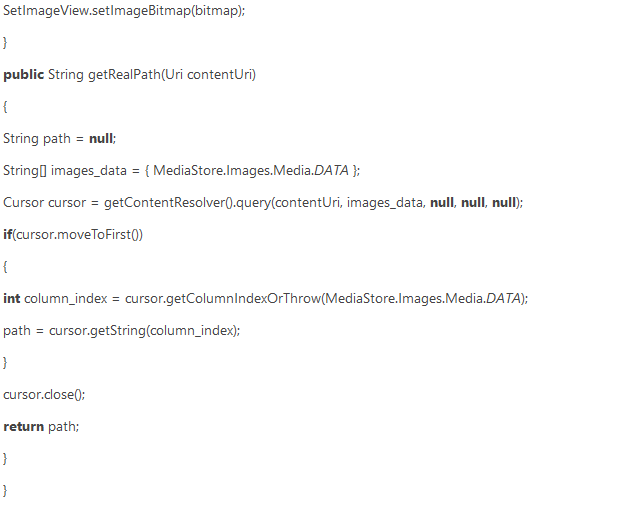 SetImageView.setImageBitmap(bitmap);
}
public String getRealPath(Uri contentUri)
{
String path = null;
String[] images_data = { MediaStore.Images.Media.DATA };
Cursor cursor = getContentResolver().query(contentUri, images_data, null, null, null);
if(cursor.moveToFirst())
{
int column_index = cursor.getColumnIndexOrThrow(MediaStore.Images.Media.DATA);
path = cursor.getString(column_index);
}
cursor.close();
return path;
}
}